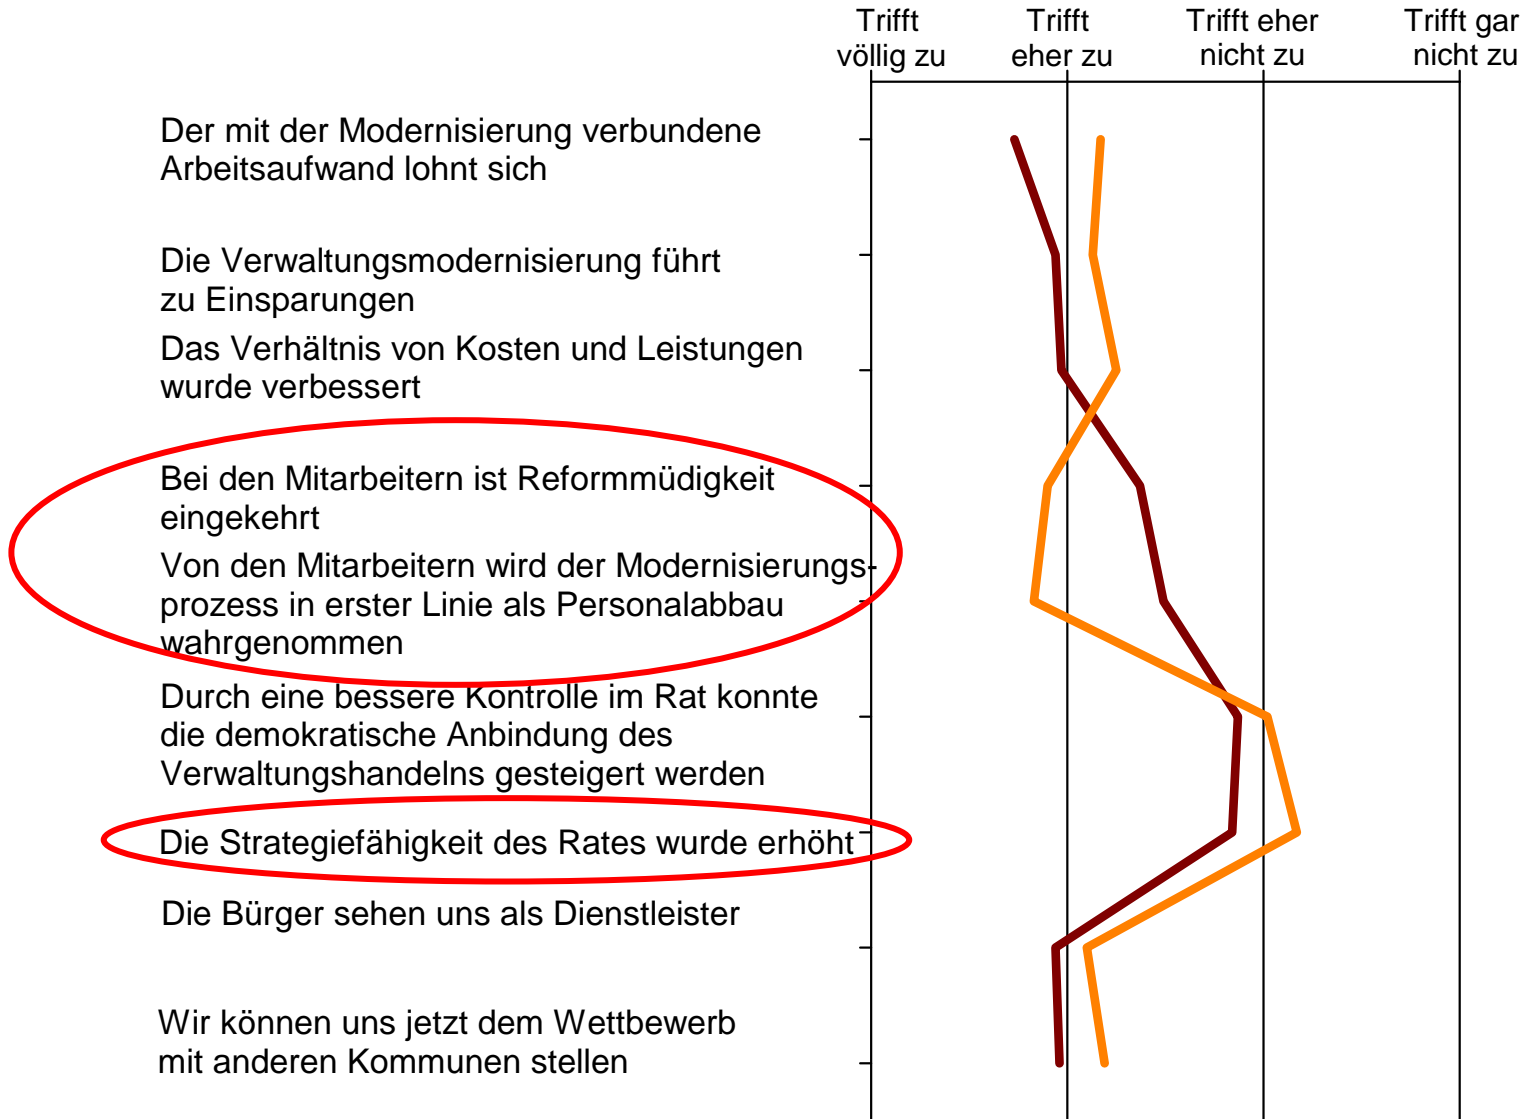 Trifft
völlig zu
Trifft
eher zu
Trifft eher
nicht zu
Trifft gar
nicht zu
Der mit der Modernisierung verbundene
Arbeitsaufwand lohnt sich
Die Verwaltungsmodernisierung führt
zu Einsparungen
Das Verhältnis von Kosten und Leistungen
wurde verbessert
Bei den Mitarbeitern ist Reformmüdigkeit
eingekehrt
Von den Mitarbeitern wird der Modernisierungs-
prozess in erster Linie als Personalabbau
wahrgenommen
Durch eine bessere Kontrolle im Rat konnte
die demokratische Anbindung des
Verwaltungshandelns gesteigert werden
Die Strategiefähigkeit des Rates wurde erhöht
Die Bürger sehen uns als Dienstleister
Wir können uns jetzt dem Wettbewerb
mit anderen Kommunen stellen